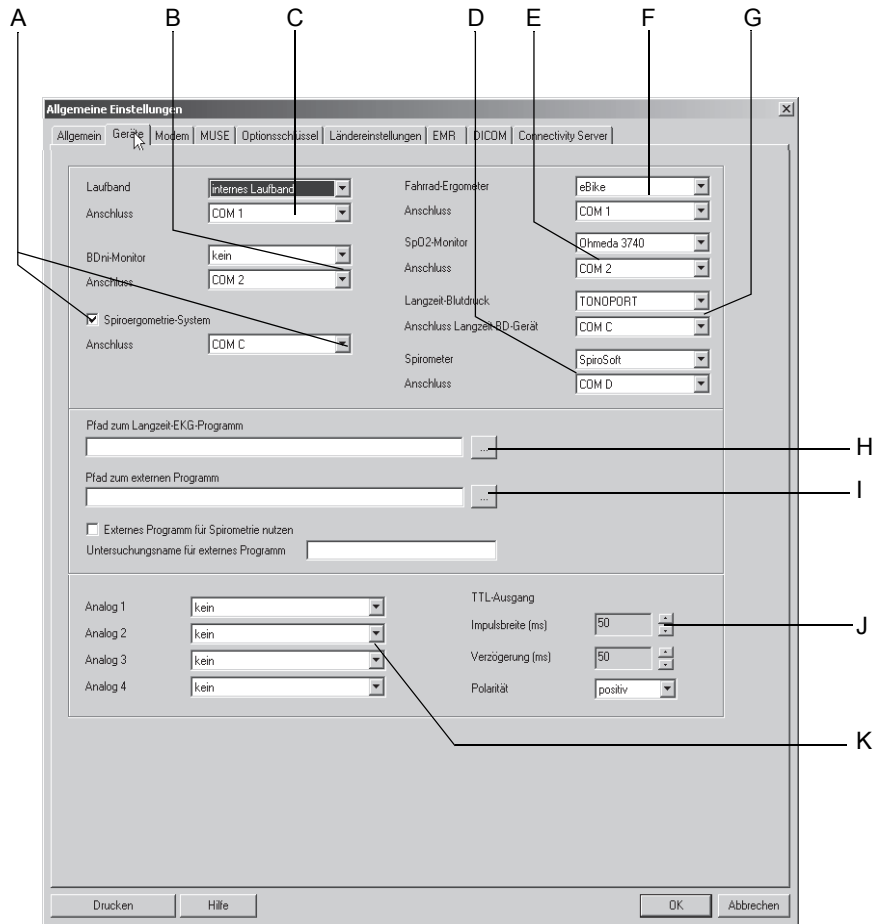 A B C D E F G
Allgemeine Einstellungen
Allgemein Geräte Modem MUSE Optionsschlüssel Ländereinstellungen EMR DICOM Connectivity Server
Laufband internes Laufband
Anschluss COM 1
BDni-Monitor kein
Anschluss COM 2
Spiroergometrie-System
Anschluss COM C
Fahrrad-Ergometer eBike
Anschluss COM 1
SpO2-Monitor Ohmeda 3740
Anschluss COM 2
Langzeit-Blutdruck TONOPORT
Anschluss Langzeit-BD-Gerät COM C
Spirometer SpiroSoft
Anschluss COM D
Pfad zum Langzeit-EKG-Programm
... H
Pfad zum externen Programm
... I
Externes Programm für Spirometrie nutzen
Untersuchungsname für externes Programm
Analog 1 kein
Analog 2 kein
Analog 3 kein
Analog 4 kein
TTL-Ausgang
Impulsbreite (ms) 50 J
Verzögerung (ms) 50
Polarität positiv
K
Drucken Hilfe OK Abbrechen